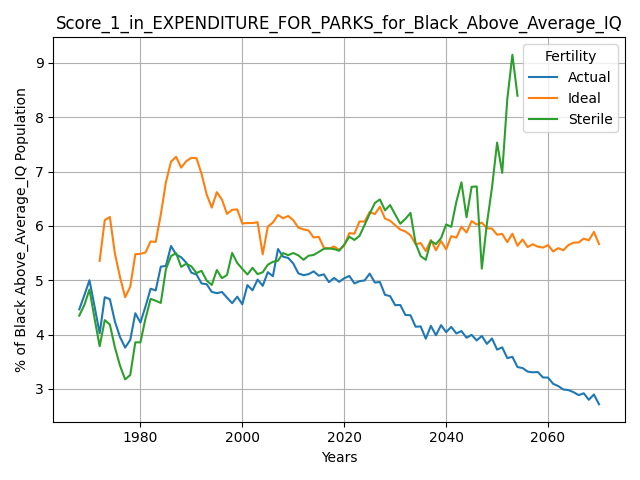 Score_1_in_EXPENDITURE_FOR_PARKS_for_Black_Above_Average_IQ
% of Black Above_Average_IQ Population
9
8
7
6
5
4
3
Fertility
Actual
Ideal
Sterile
1980
2000
2020
2040
2060
Years